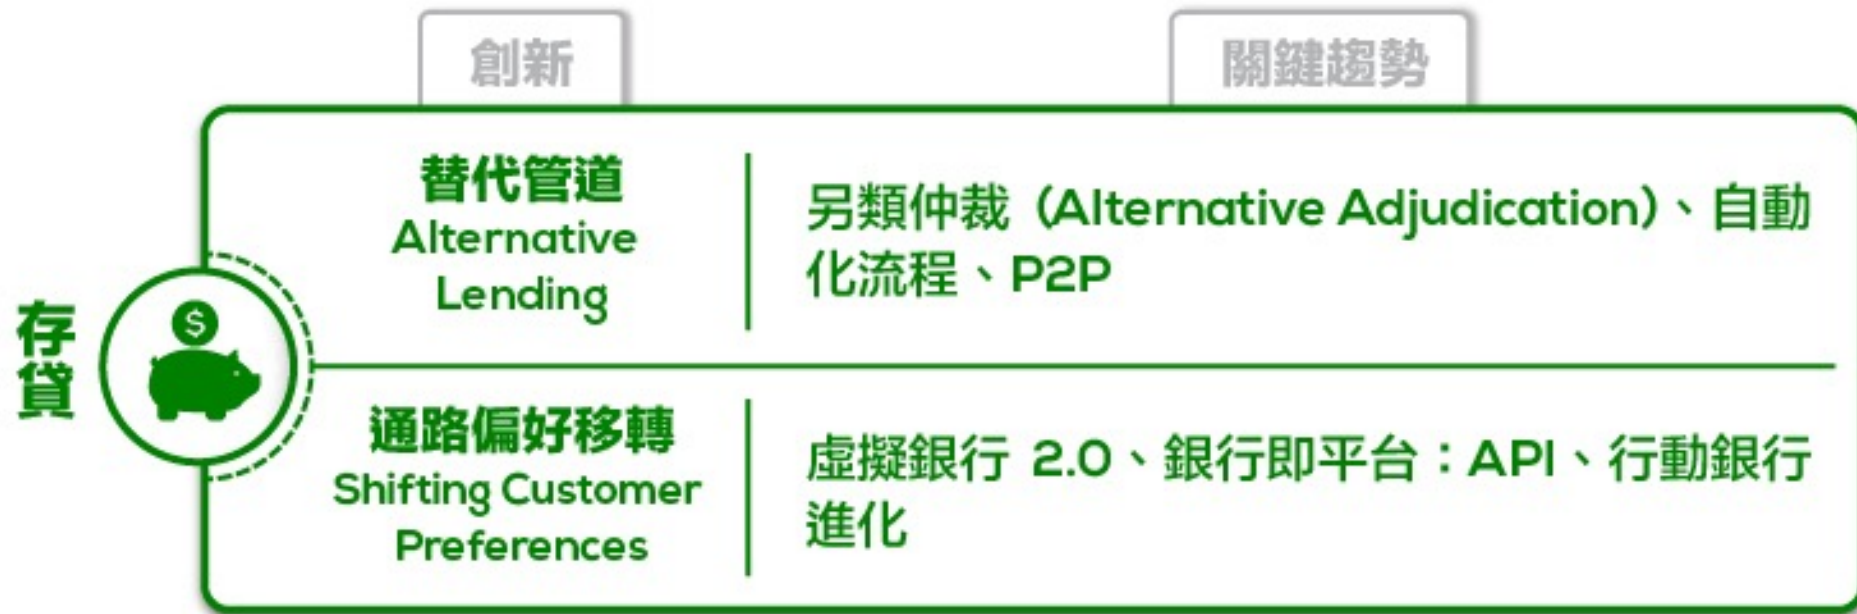 創新
關鍵趨勢
存貸
$
替代管道
Alternative
Lending
另類仲裁 (Alternative Adjudication)、自動
化流程、P2P
通路偏好移轉
Shifting Customer
Preferences
虛擬銀行 2.0、銀行即平台：API、行動銀行
進化